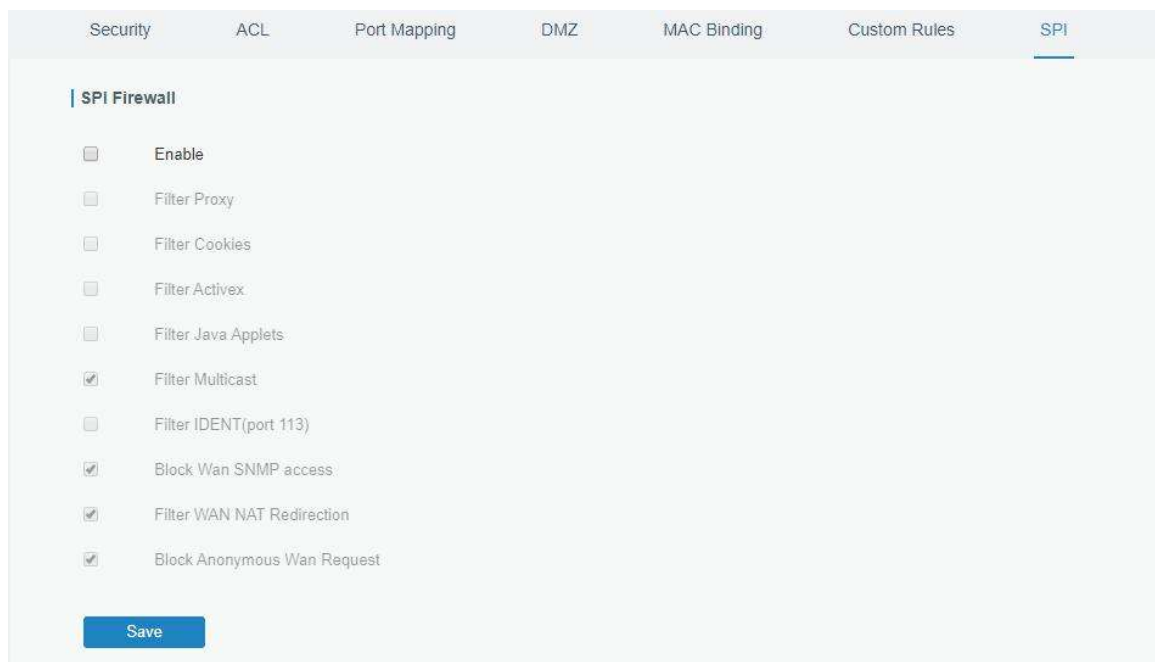 Security ACL Port Mapping DMZ MAC Binding Custom Rules SPI
SPI Firewall
Enable
Filter Proxy
Filter Cookies
Filter Activex
Filter Java Applets
Filter Multicast
Filter IDENT(port 113)
Block Wan SNMP access
Filter WAN NAT Redirection
Block Anonymous Wan Request
Save